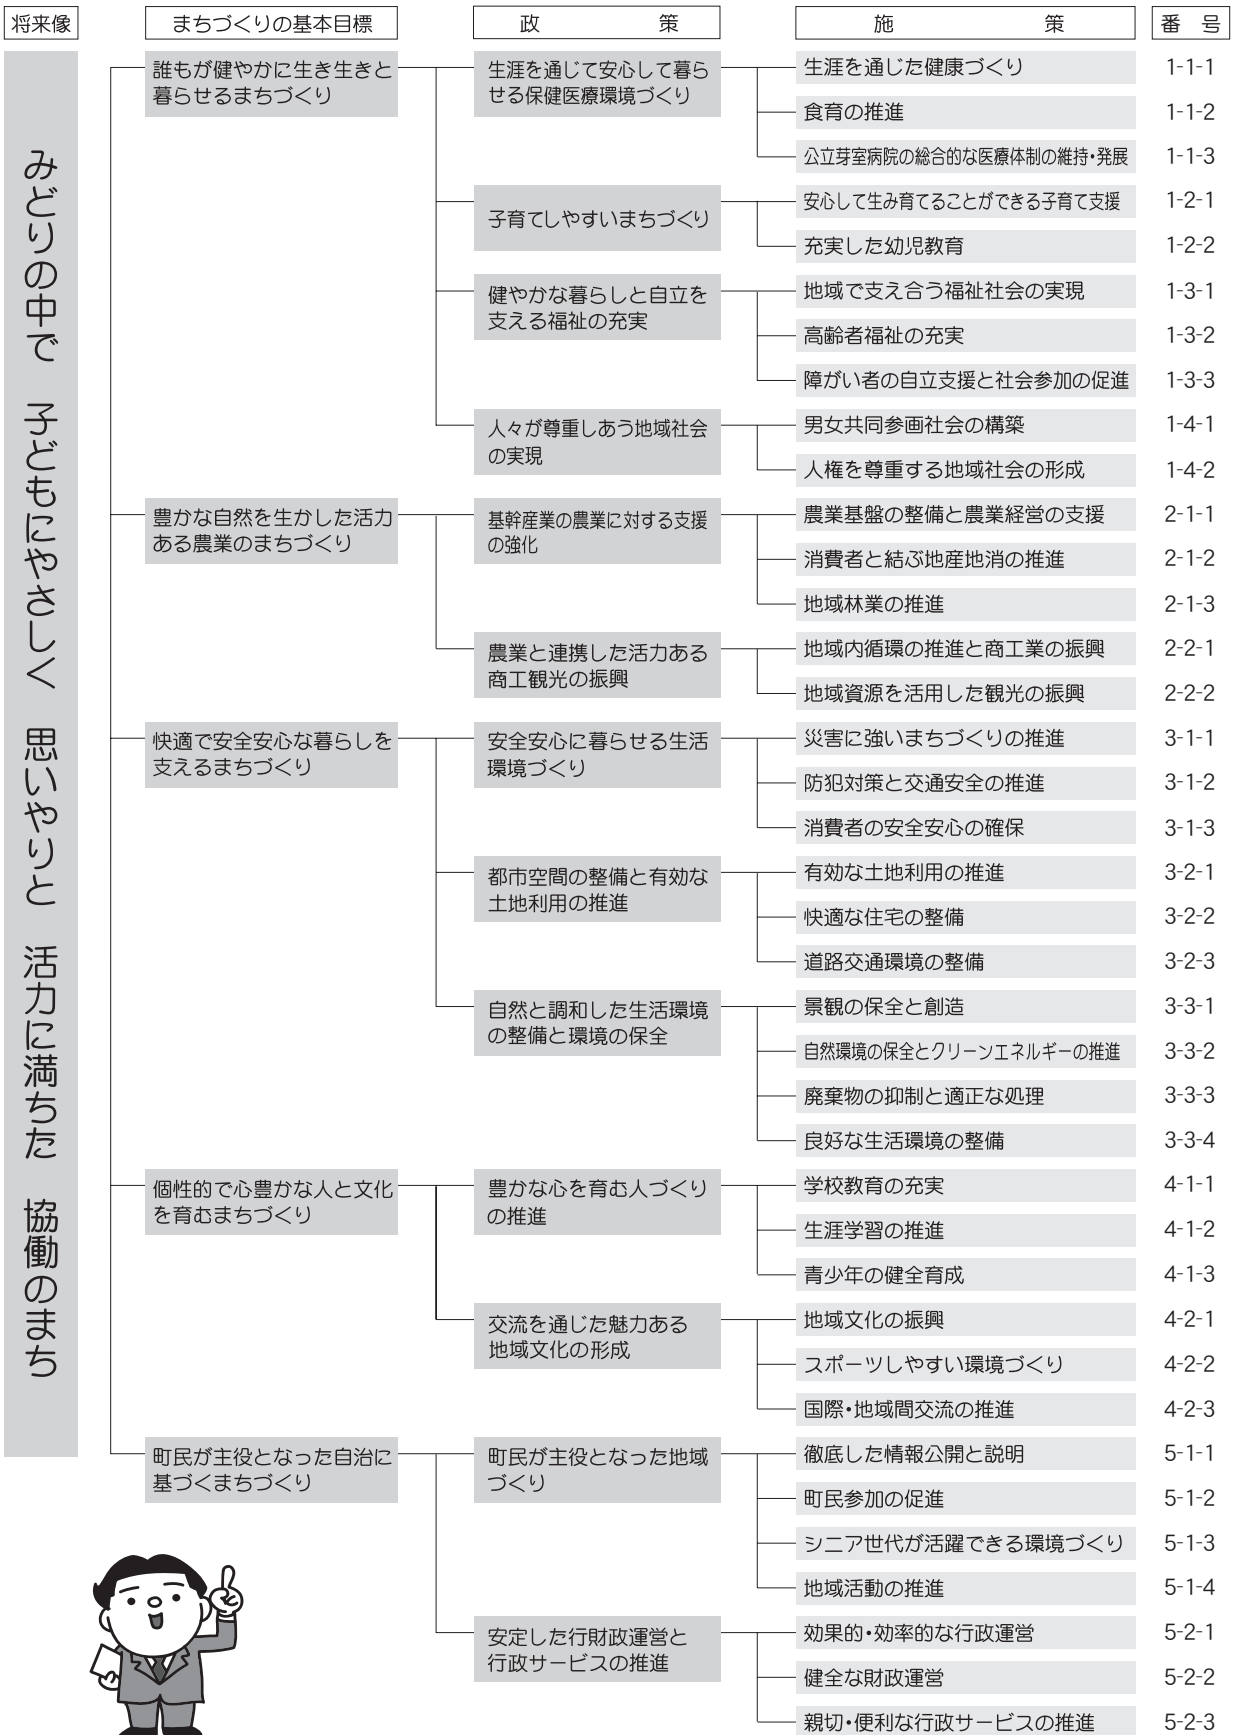 将来像
まちづくりの基本目標
政策
施策
番号
みどりの中で 子どもにやさしく 思いやりと 活力に満ちた 協働のまち
誰もが健やかに生き生きと
暮らせるまちづくり
生涯を通じて安心して暮ら
せる保健医療環境づくり
生涯を通じた健康づくり 1-1-1
食育の推進 1-1-2
公立芽室病院の総合的な医療体制の維持・発展 1-1-3
子育てしやすいまちづくり
安心して生み育てることができる子育て支援 1-2-1
充実した幼児教育 1-2-2
健やかな暮らしと自立を
支える福祉の充実
地域で支え合う福祉社会の実現 1-3-1
高齢者福祉の充実 1-3-2
障がい者の自立支援と社会参加の促進 1-3-3
人々が尊重しあう地域社会
の実現
男女共同参画社会の構築 1-4-1
人権を尊重する地域社会の形成 1-4-2
豊かな自然を生かした活力
ある農業のまちづくり
基幹産業の農業に対する支援
の強化
農業基盤の整備と農業経営の支援 2-1-1
消費者と結ぶ地産地消の推進 2-1-2
地域林業の推進 2-1-3
農業と連携した活力ある
商工観光の振興
地域内循環の推進と商工業の振興 2-2-1
地域資源を活用した観光の振興 2-2-2
快適で安全安心な暮らしを
支えるまちづくり
安全安心に暮らせる生活
環境づくり
災害に強いまちづくりの推進 3-1-1
防犯対策と交通安全の推進 3-1-2
消費者の安全安心の確保 3-1-3
都市空間の整備と有効な
土地利用の推進
有効な土地利用の推進 3-2-1
快適な住宅の整備 3-2-2
道路交通環境の整備 3-2-3
自然と調和した生活環境
の整備と環境の保全
景観の保全と創造 3-3-1
自然環境の保全とクリーンエネルギーの推進 3-3-2
廃棄物の抑制と適正な処理 3-3-3
良好な生活環境の整備 3-3-4
個性的で心豊かな人と文化
を育むまちづくり
豊かな心を育む人づくり
の推進
学校教育の充実 4-1-1
生涯学習の推進 4-1-2
青少年の健全育成 4-1-3
交流を通じた魅力ある
地域文化の形成
地域文化の振興 4-2-1
スポーツしやすい環境づくり 4-2-2
国際・地域間交流の推進 4-2-3
町民が主役となった自治に
基づくまちづくり
町民が主役となった地域
づくり
徹底した情報公開と説明 5-1-1
町民参加の促進 5-1-2
シニア世代が活躍できる環境づくり 5-1-3
地域活動の推進 5-1-4
安定した行財政運営と
行政サービスの推進
効果的・効率的な行政運営 5-2-1
健全な財政運営 5-2-2
親切・便利な行政サービスの推進 5-2-3